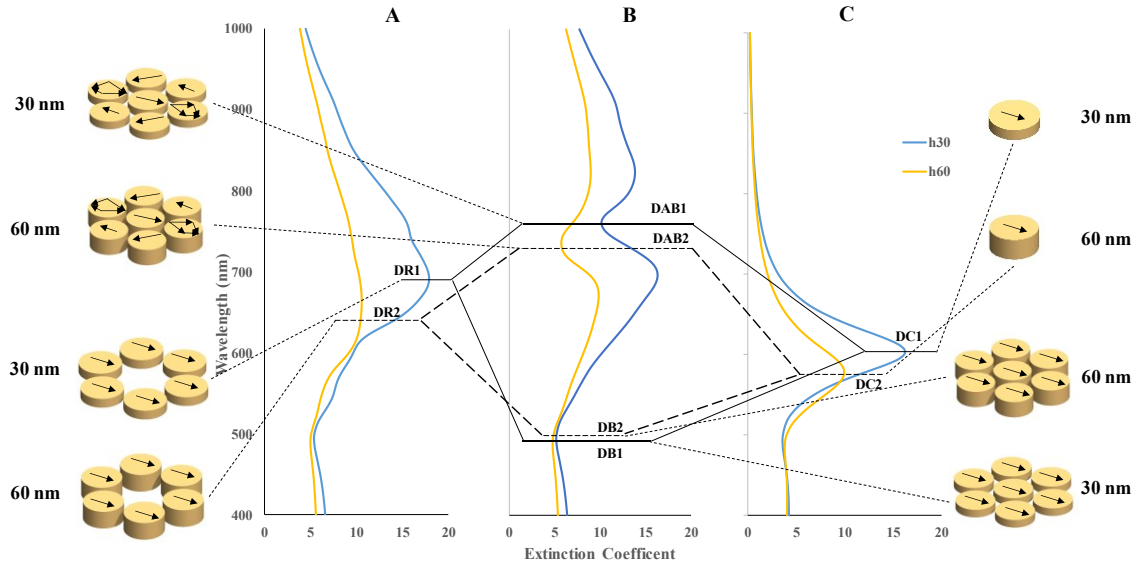 A
B
C
1000
900
800
700
600
500
400
Wavelength (nm)
30 nm
60 nm
30 nm
60 nm
DR1
DR2
DAB1
DAB2
DB2
DB1
DC1
DC2
h30
h60
30 nm
60 nm
60 nm
30 nm
0 5 10 15 20
0 5 10 15 20
0 5 10 15 20
Extinction Coefficent